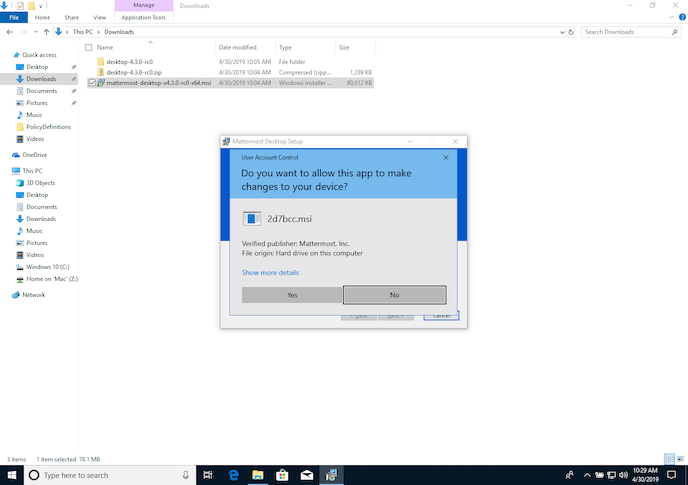 Manage
Downloads
File
Home
Share
View
Application Tools
This PC
Downloads
Search Downloads
Name
Date modified
Type
Size
desktop-4.3.0-rc0
4/30/2019 10:05 AM
File folder
desktop-4.3.0-rc0.zip
4/30/2019 10:04 AM
Compressed (zipp...
1,289 KB
mattermost-desktop-v4.3.0-rc0-x64.msi
4/30/2019 10:04 AM
Windows Installer ...
80,012 KB
Quick access
Desktop
Downloads
Documents
Pictures
Music
PolicyDefinitions
Videos
OneDrive
This PC
3D Objects
Desktop
Documents
Downloads
Music
Pictures
Videos
Windows 10 (C:)
Home on 'Mac' (Z:)
Network
Mattermost Desktop Setup
User Account Control
Do you want to allow this app to make
changes to your device?
2d7bcc.msi
Verified publisher: Mattermost, Inc.
File origin: Hard drive on this computer
Show more details
Yes
No
Cancel
3 items
1 item selected 78.1 MB
Type here to search
10:29 AM
4/30/2019